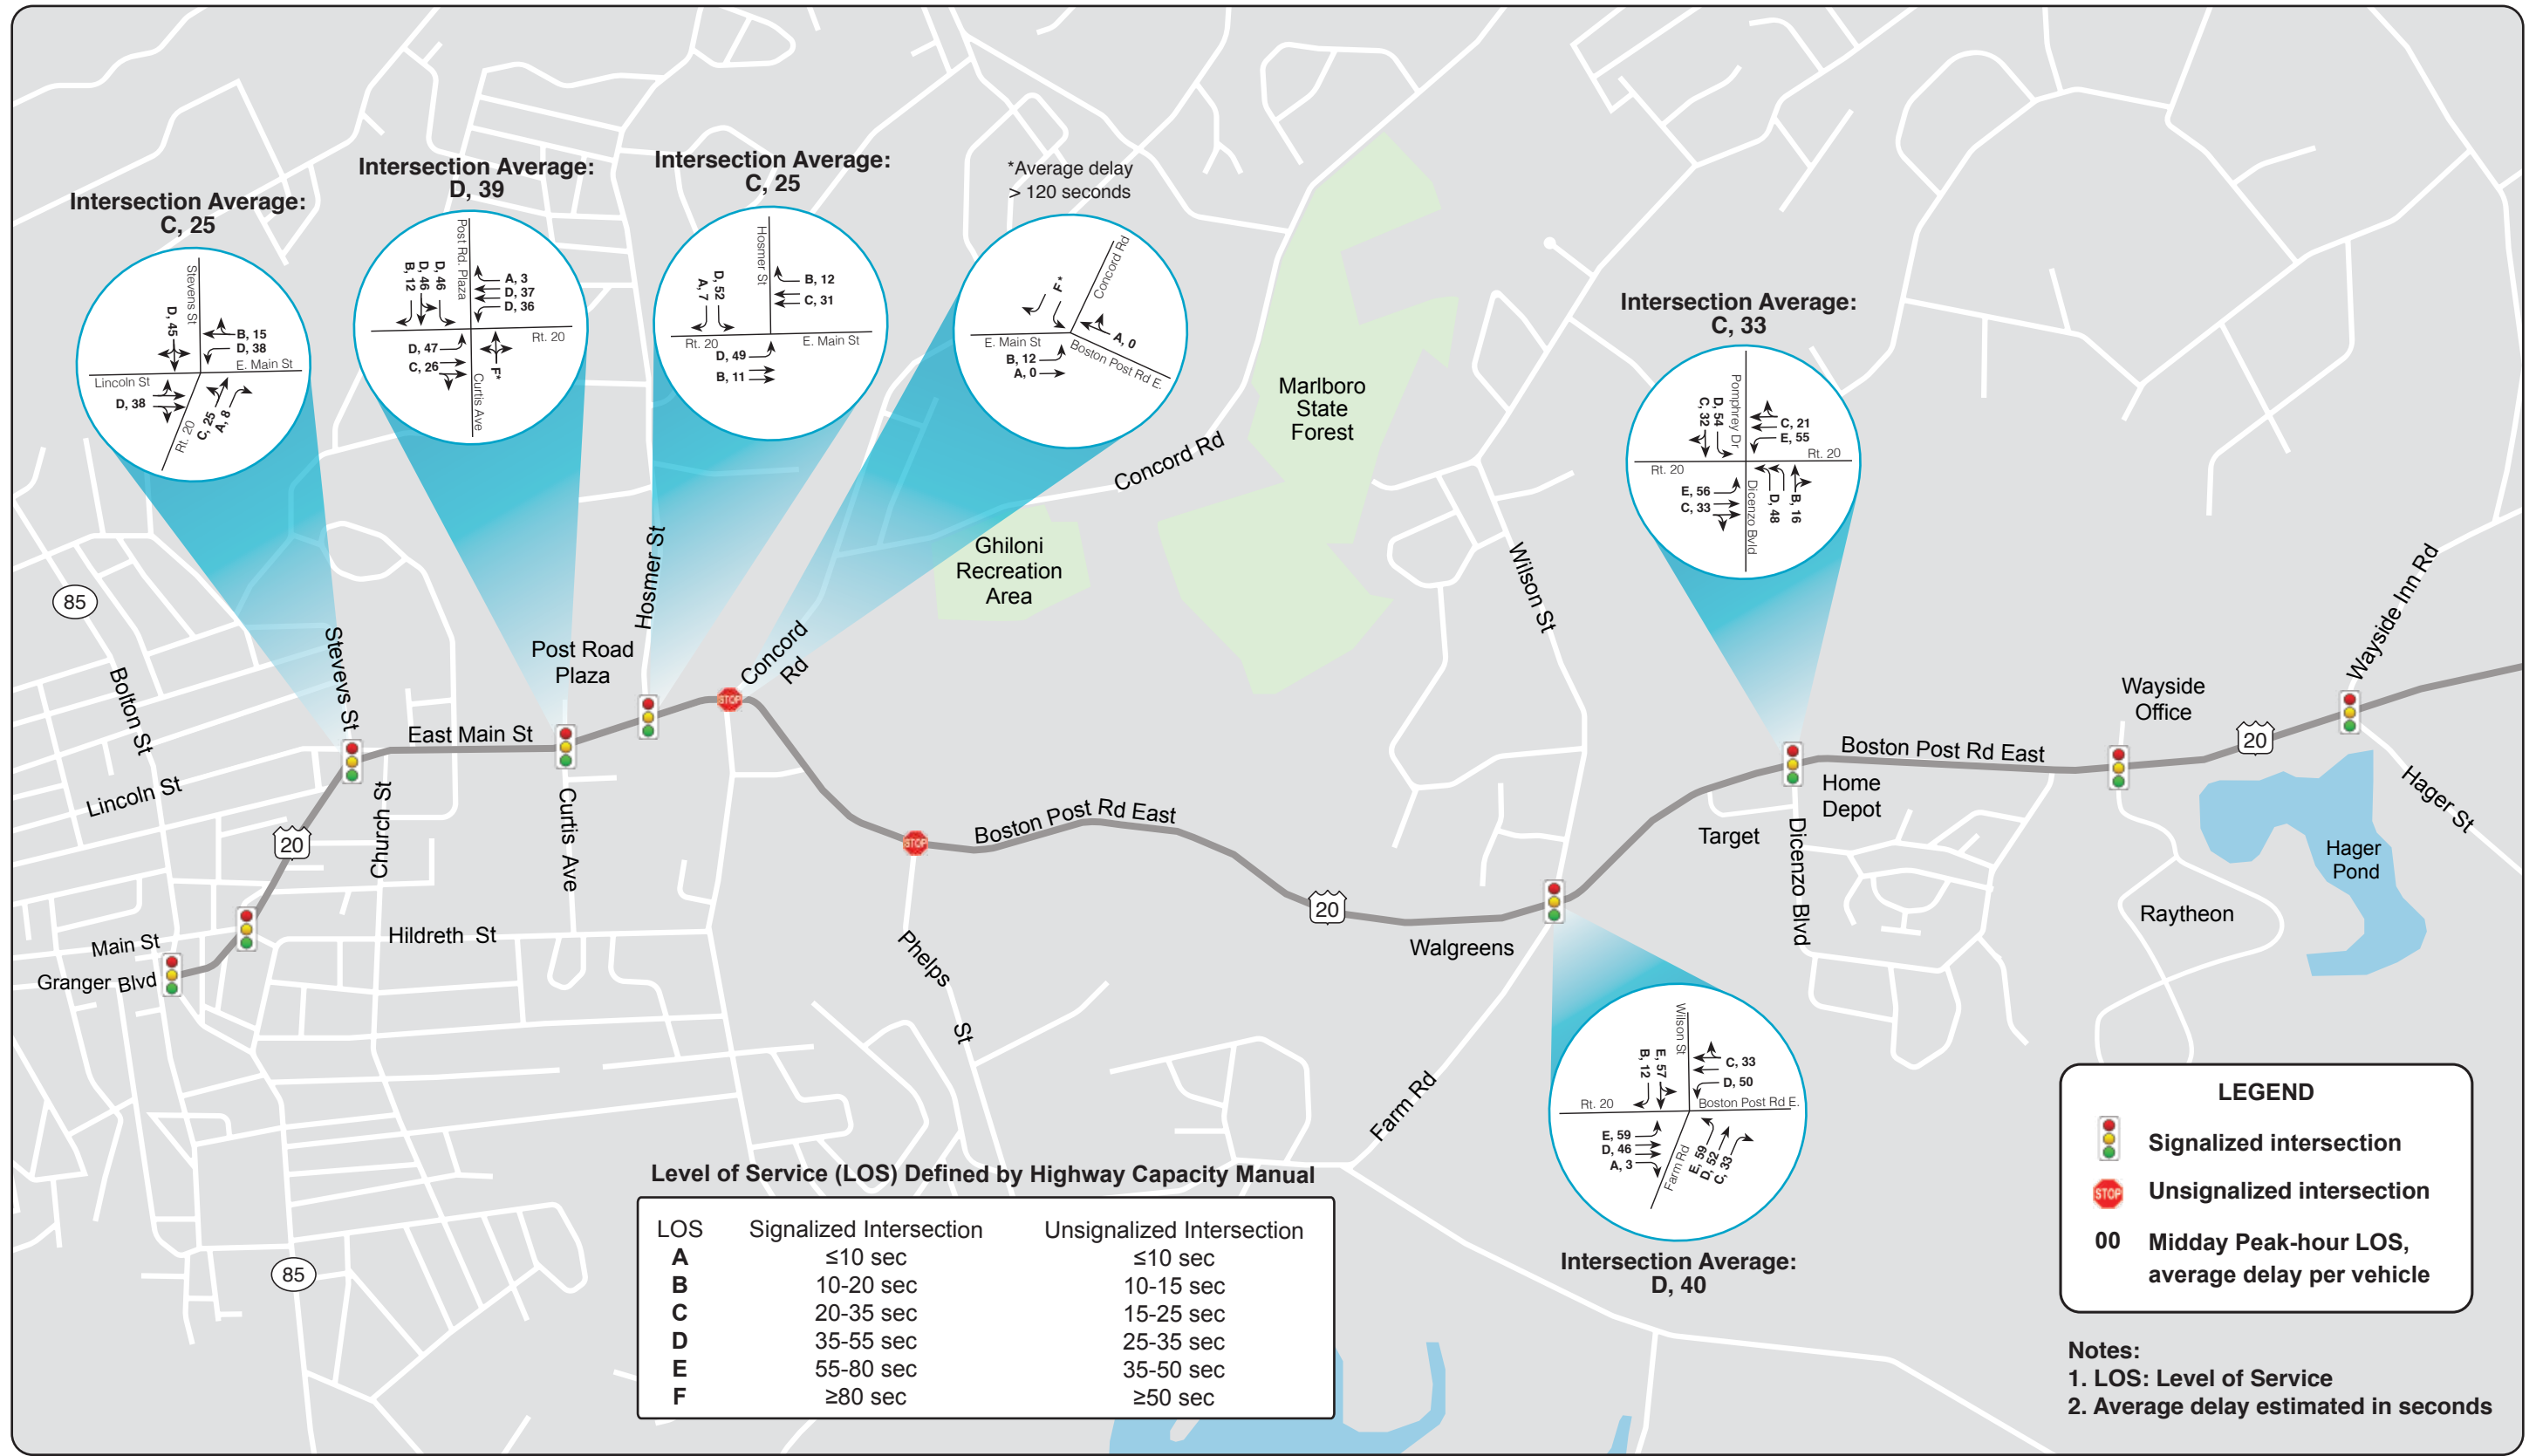 Intersection Average:
C, 25
Stevens St
D, 45
B, 15
D, 38
E. Main St
Lincoln St
D, 38
Rt. 20
C, 25
A, 8
Intersection Average:
D, 39
Post Rd. Plaza
B, 12
D, 46
D, 46
A, 3
D, 37
D, 36
Rt. 20
D, 47
C, 26
F*
Curtis Ave
Intersection Average:
C, 25
Hosmer St
A, 7
D, 52
B, 12
C, 31
Rt. 20
E. Main St
D, 49
B, 11
*Average delay
> 120 seconds
F*
Concord Rd
A, 0
E. Main St
Boston Post Rd E.
B, 12
A, 0
Intersection Average:
C, 33
Pomphrey Dr
C, 32
D, 54
C, 21
E, 55
Rt. 20
Rt. 20
E, 56
C, 33
Dicenzo Bvld
D, 48
B, 16
Marlboro
State
Forest
Concord Rd
Ghiloni
Recreation
Area
85
Bolton St
Stevevs St
Hosmer St
Post Road
Plaza
Concord
Rd
Wilson St
Wayside Inn Rd
Wayside
Office
20
East Main St
Boston Post Rd East
Home
Depot
Lincoln St
Church St
Curtis Ave
20
STOP
STOP
Boston Post Rd East
Target
Dicenzo Blvd
Hager St
Hager
Pond
20
Walgreens
Raytheon
Main St
Granger Blvd
Hildreth St
Phelps
St
Farm Rd
Wilson St
B, 12
E, 57
C, 33
D, 50
Rt. 20
Boston Post Rd E.
E, 59
D, 46
A, 3
Farm Rd
E, 59
D, 52
C, 33
Intersection Average:
D, 40
85
Level of Service (LOS) Defined by Highway Capacity Manual
LOS Signalized Intersection Unsignalized Intersection
A ≤10 sec ≤10 sec
B 10-20 sec 10-15 sec
C 20-35 sec 15-25 sec
D 35-55 sec 25-35 sec
E 55-80 sec 35-50 sec
F ≥80 sec ≥50 sec
LEGEND
Signalized intersection
STOP Unsignalized intersection
00 Midday Peak-hour LOS,
average delay per vehicle
Notes:
1. LOS: Level of Service
2. Average delay estimated in seconds